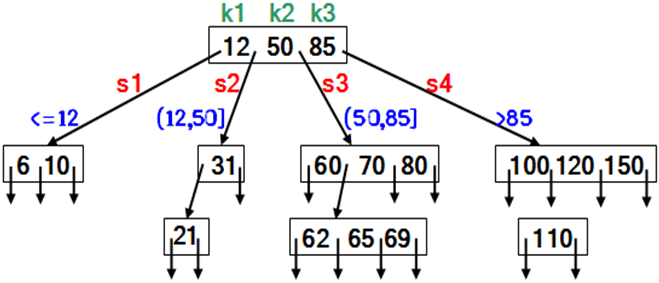 k1 k2 k3
12 50 85
s1 s2 s3 s4
<=12 (12,50] (50,85] >85
6 10 31 60 70 80 100 120 150
21 62 65 69 110